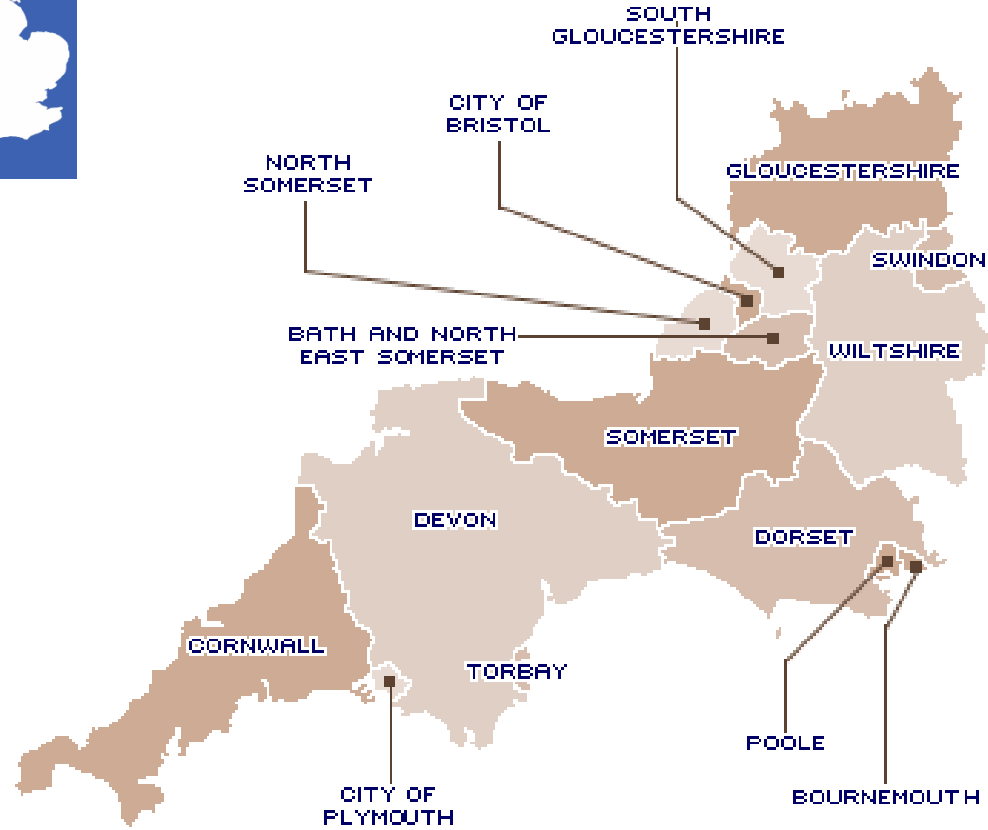 SOUTH
GLOUCESTERSHIRE
CITY OF
BRISTOL
NORTH
SOMERSET
GLOUCESTERSHIRE
SWINDON
BATH AND NORTH
EAST SOMERSET
WILTSHIRE
SOMERSET
DEVON
DORSET
CORNWALL
TORBAY
POOLE
CITY OF
PLYMOUTH
BOURNEMOUTH